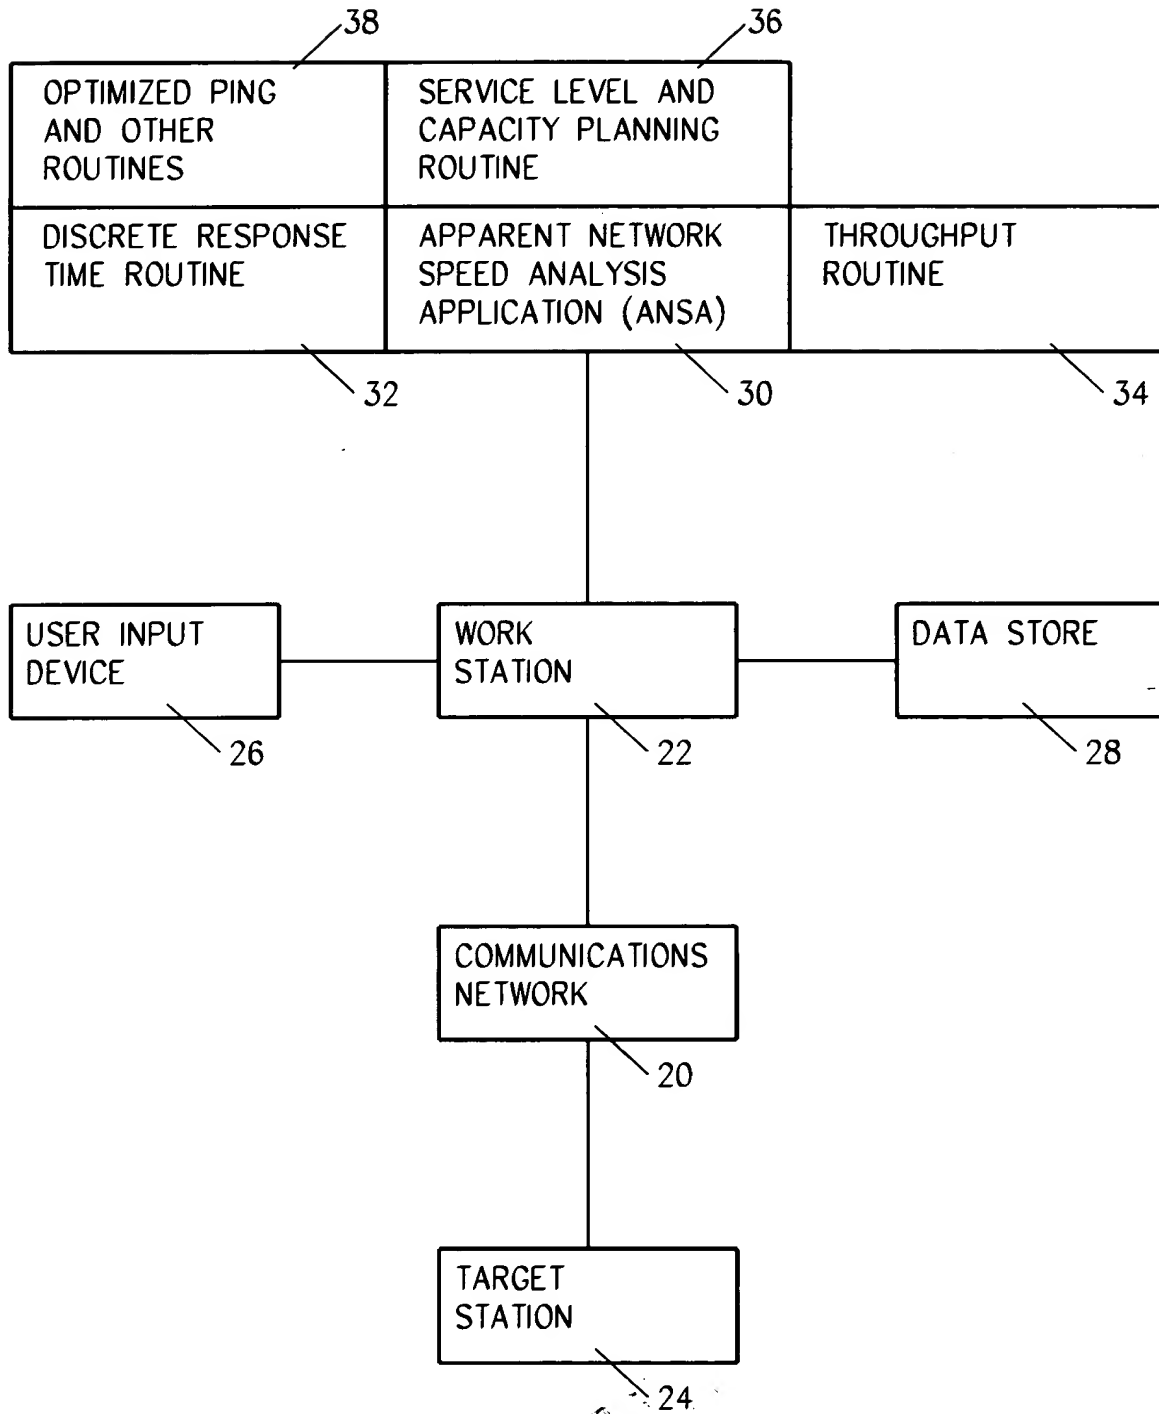 38
36
OPTIMIZED PING
AND OTHER
ROUTINES
SERVICE LEVEL AND
CAPACITY PLANNING
ROUTINE
DISCRETE RESPONSE
TIME ROUTINE
APPARENT NETWORK
SPEED ANALYSIS
APPLICATION (ANSA)
THROUGHPUT
ROUTINE
32
30
34
USER INPUT
DEVICE
WORK
STATION
DATA STORE
26
22
28
COMMUNICATIONS
NETWORK
20
TARGET
STATION
24